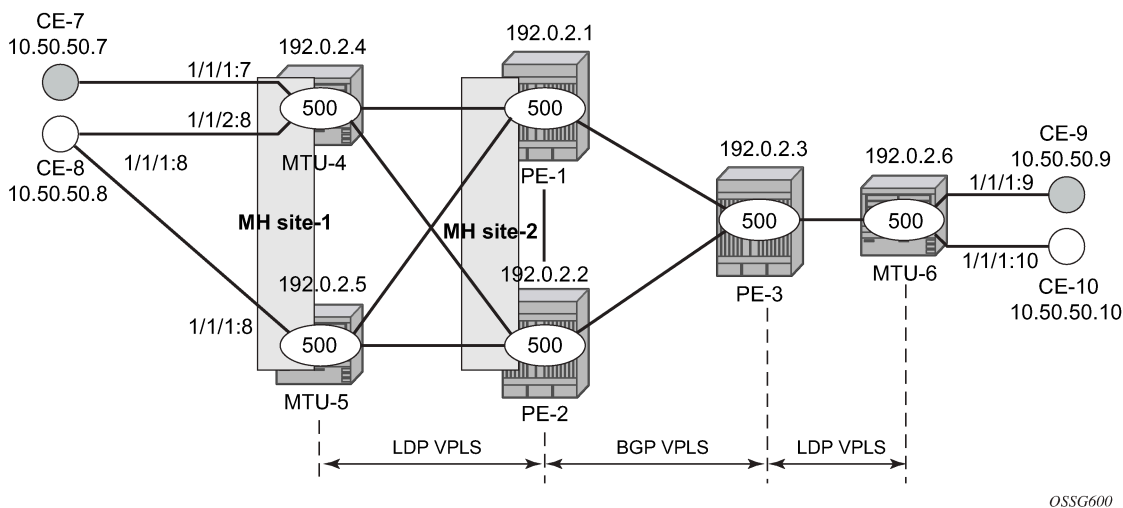 CE-7
10.50.50.7
192.0.2.4
192.0.2.1
1/1/1:7
500
500
1/1/2:8
CE-8
10.50.50.8
1/1/1:8
MTU-4
PE-1
192.0.2.3
192.0.2.6
CE-9
10.50.50.9
1/1/1:9
500
500
MH site-1
MH site-2
1/1/1:10
MTU-6
PE-3
CE-10
10.50.50.10
192.0.2.5
192.0.2.2
1/1/1:8
500
500
MTU-5
PE-2
LDP VPLS
BGP VPLS
LDP VPLS
OSSG600